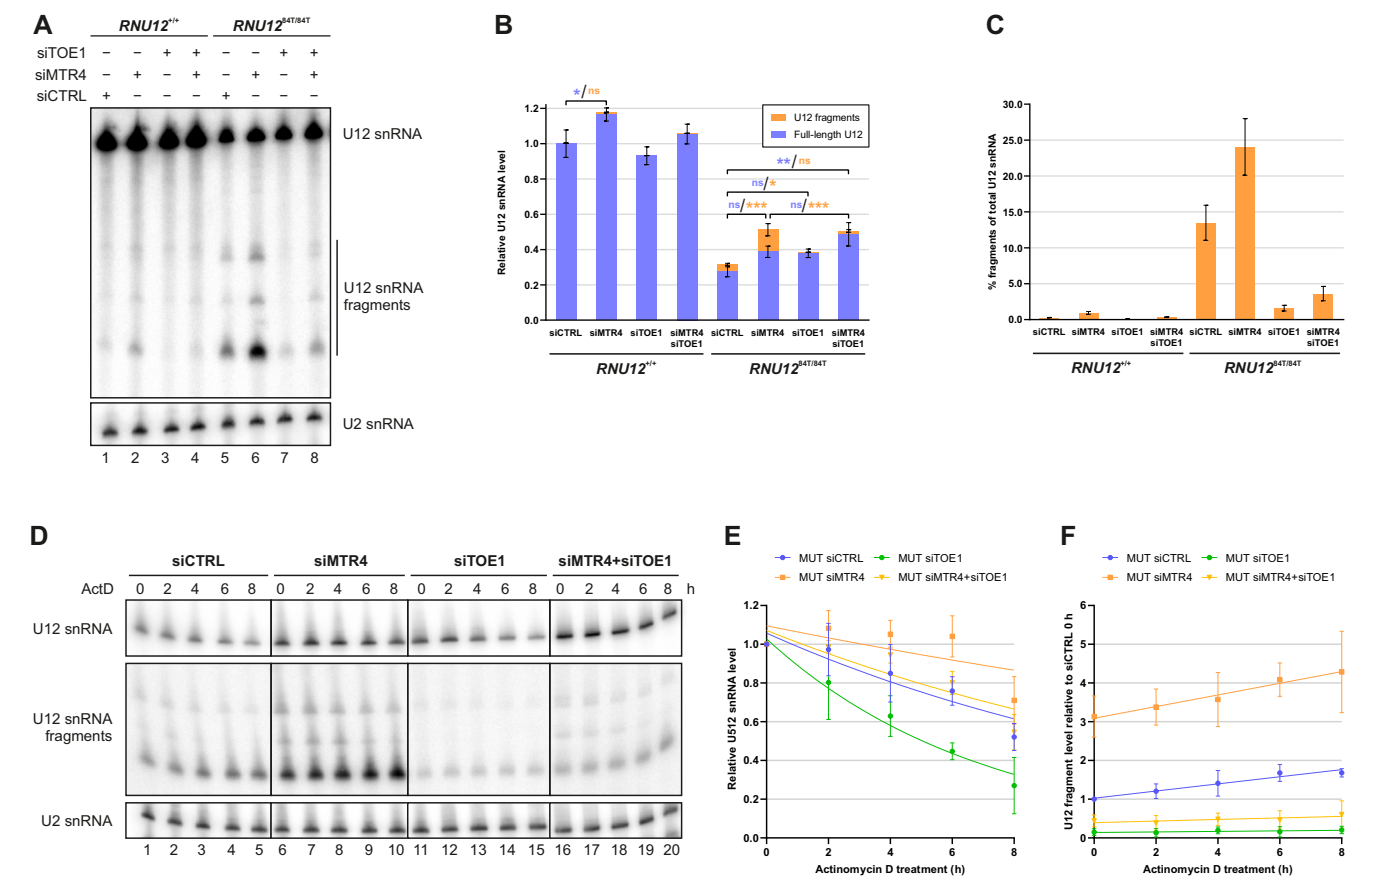 A
RNU12+/+ RNU1284T/84T
siTOE1 – – + + – – + +
siMTR4 – + – + – + – +
siCTRL + – – – + – – –
U12 snRNA
U12 snRNA
fragments
U2 snRNA
1 2 3 4 5 6 7 8
B
Relative U12 snRNA level
1.2
1.0
0.8
0.6
0.4
0.2
0.0
*/ns
U12 fragments
Full-length U12
**/ns
ns/*
ns/*** ns/***
siCTRL siMTR4 siTOE1 siMTR4 siCTRL siMTR4 siTOE1 siMTR4
siTOE1 siTOE1
RNU12+/+ RNU1284T/84T
C
% fragments of total U12 snRNA
30.0
25.0
20.0
15.0
10.0
5.0
0.0
siCTRL siMTR4 siTOE1 siMTR4 siCTRL siMTR4 siTOE1 siMTR4
siTOE1 siTOE1
RNU12+/+ RNU1284T/84T
D
siCTRL siMTR4 siTOE1 siMTR4+siTOE1
ActD 0 2 4 6 8 0 2 4 6 8 0 2 4 6 8 0 2 4 6 8 h
U12 snRNA
U12 snRNA
fragments
U2 snRNA
1 2 3 4 5 6 7 8 9 10 11 12 13 14 15 16 17 18 19 20
E
MUT siCTRL MUT siTOE1
MUT siMTR4 MUT siMTR4+siTOE1
Relative U512 snRNA level
1.2
1.0
0.8
0.6
0.4
0.2
0.0
0 2 4 6 8
Actinomycin D treatment (h)
F
MUT siCTRL MUT siTOE1
MUT siMTR4 MUT siMTR4+siTOE1
U12 fragment level relative to siCTRL 0 h
6
5
4
3
2
1
0
0 2 4 6 8
Actinomycin D treatment (h)